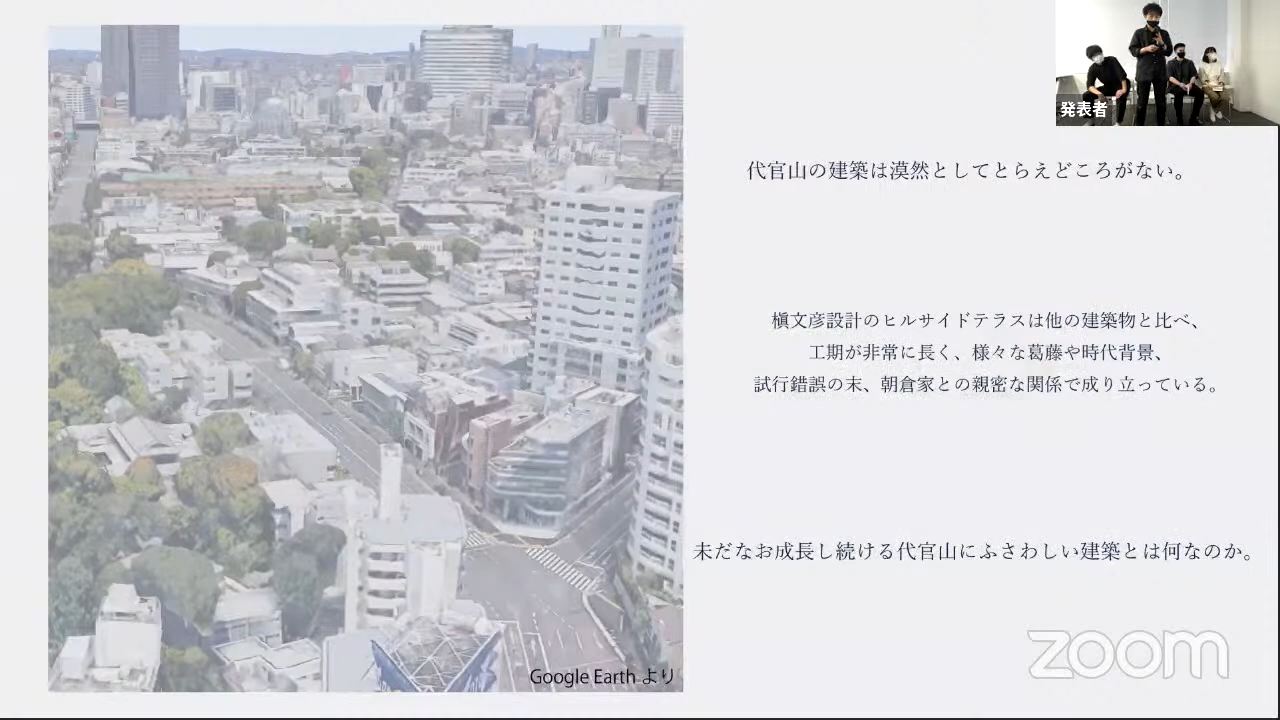 発表者
代官山の建築は漠然としてとらえどころがない。
槇文彦設計のヒルサイドテラスは他の建築物と比べ、
工期が非常に長く、様々な葛藤や時代背景、
試行錯誤の末、朝倉家との親密な関係で成り立っている。
未だなお成長し続ける代官山にふさわしい建築とは何なのか。
zoom
Google Earth より